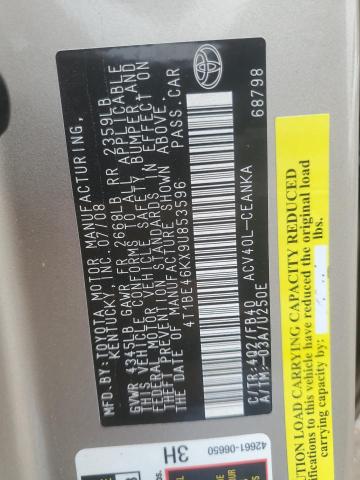 MFD.BY:TOYOTA MOTOR MANUFACTURING,
KENTUCKY, INC. 07/08
GVWR 4345LB GAWR FR 2668LB RR 2359LB
THIS VEHICLE CONFORMS TO ALL APPLICABLE
FEDERAL MOTOR VEHICLE SAFETY, BUMPER, AND
THEFT PREVENTION STANDARDS IN EFFECT ON
THE DATE OF MANUFACTURE SHOWN ABOVE.
4T1BE46KX9U853596 PASS.CAR
C/TR:4Q2/FB40 ACV40L-CEANKA
A/TM:-03A/U250E 68798
TOYOTA
CAUTION LOAD CARRYING CAPACITY REDUCED
Modifications to this vehicle have reduced the original load
carrying capacity by lbs.
42661-06650
3H